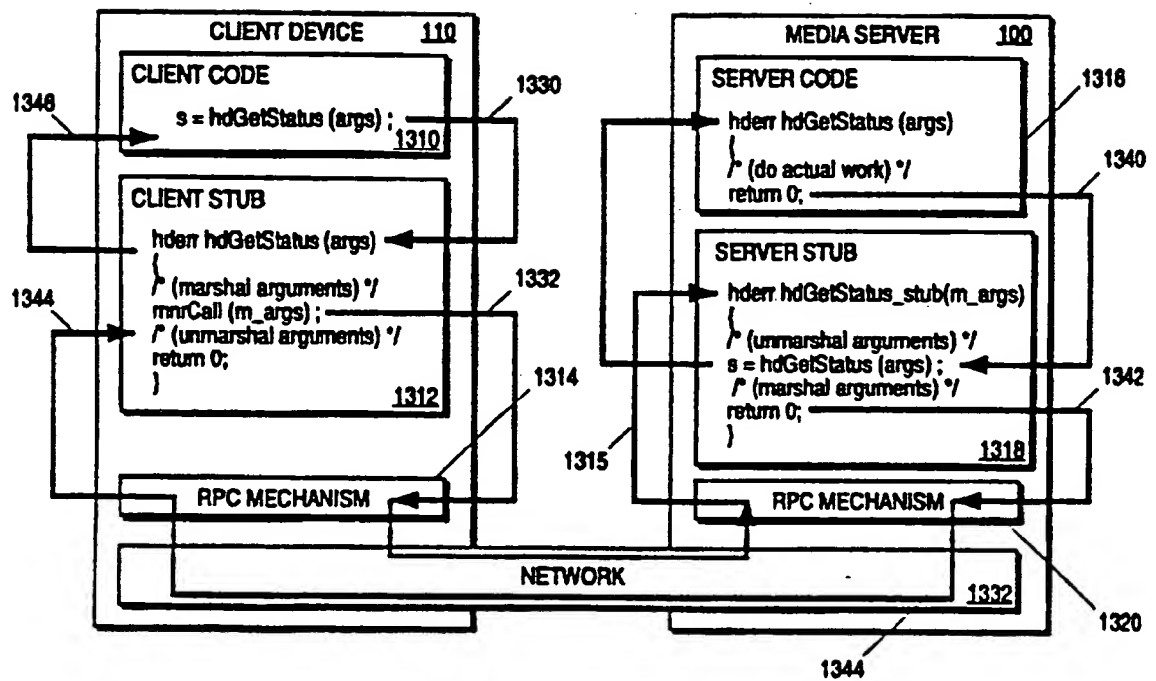 CLIENT DEVICE 110
CLIENT CODE
s = hdGetStatus (args) ;
1310
1346
1330
CLIENT STUB
hderr hdGetStatus (args)
{
/* (marshal arguments) */
mnrCall (m_args) ;
/* (unmarshal arguments) */
return 0;
}
1312
1344
1332
1314
RPC MECHANISM
MEDIA SERVER 100
SERVER CODE
hderr hdGetStatus (args)
{
/* (do actual work) */
return 0;
1316
1340
SERVER STUB
hderr hdGetStatus_stub(m_args)
{
/* (unmarshal arguments) */
s = hdGetStatus (args) ;
/* (marshal arguments) */
return 0;
}
1318
1342
1315
RPC MECHANISM
NETWORK
1332
1320
1344